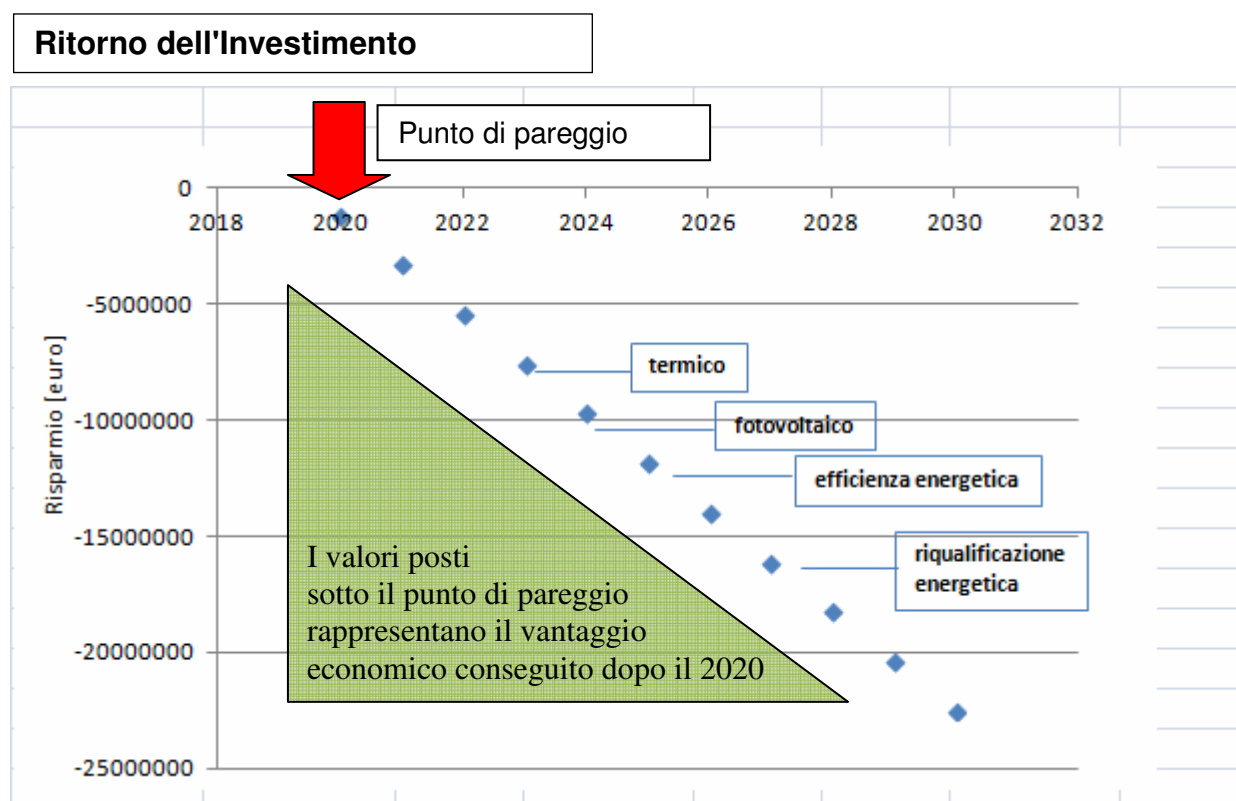 Ritorno dell'Investimento
Punto di pareggio
0
2018 2020 2022 2024 2026 2028 2030 2032
-5000000
-10000000
-15000000
-20000000
-25000000
Risparmio [euro]
termico
fotovoltaico
efficienza energetica
riqualificazione
energetica
I valori posti
sotto il punto di pareggio
rappresentano il vantaggio
economico conseguito dopo il 2020